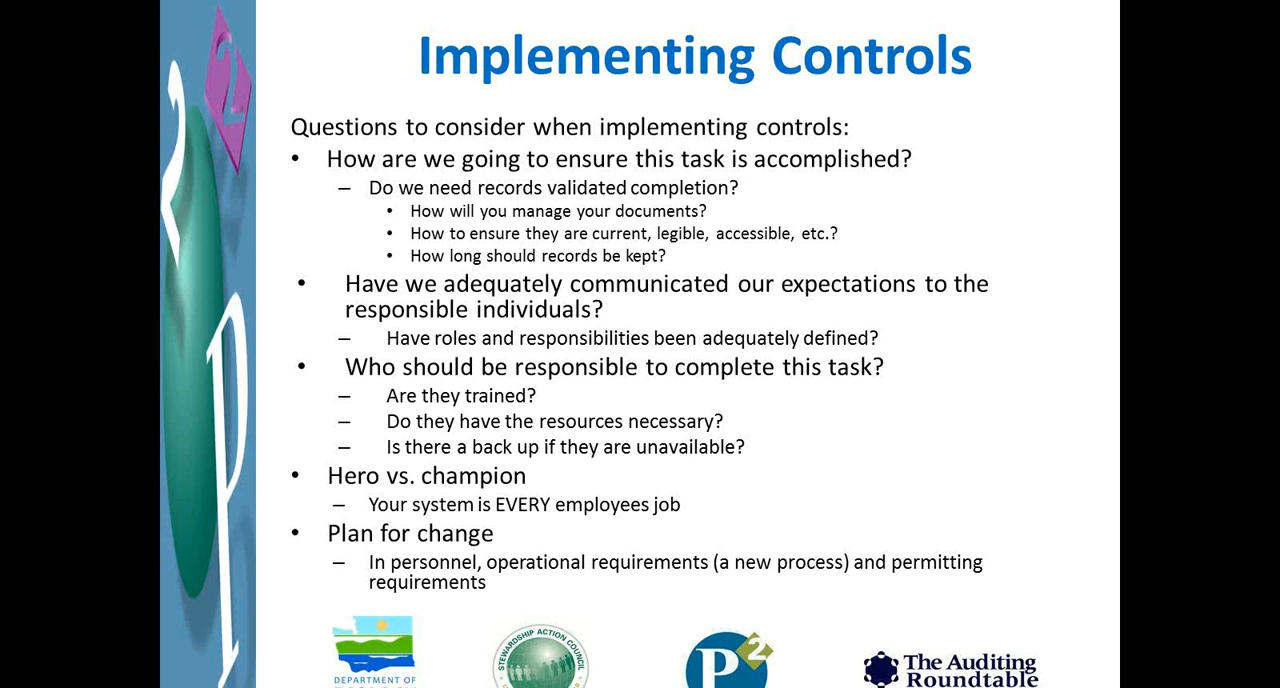 Implementing Controls
Questions to consider when implementing controls:
• How are we going to ensure this task is accomplished?
– Do we need records validated completion?
• How will you manage your documents?
• How to ensure they are current, legible, accessible, etc.?
• How long should records be kept?
• Have we adequately communicated our expectations to the
responsible individuals?
– Have roles and responsibilities been adequately defined?
• Who should be responsible to complete this task?
– Are they trained?
– Do they have the resources necessary?
– Is there a back up if they are unavailable?
• Hero vs. champion
– Your system is EVERY employees job
• Plan for change
– In personnel, operational requirements (a new process) and permitting
requirements
2
P
2
DEPARTMENT OF
STEWARDSHIP ACTION COUNCIL
P2
The Auditing
Roundtable